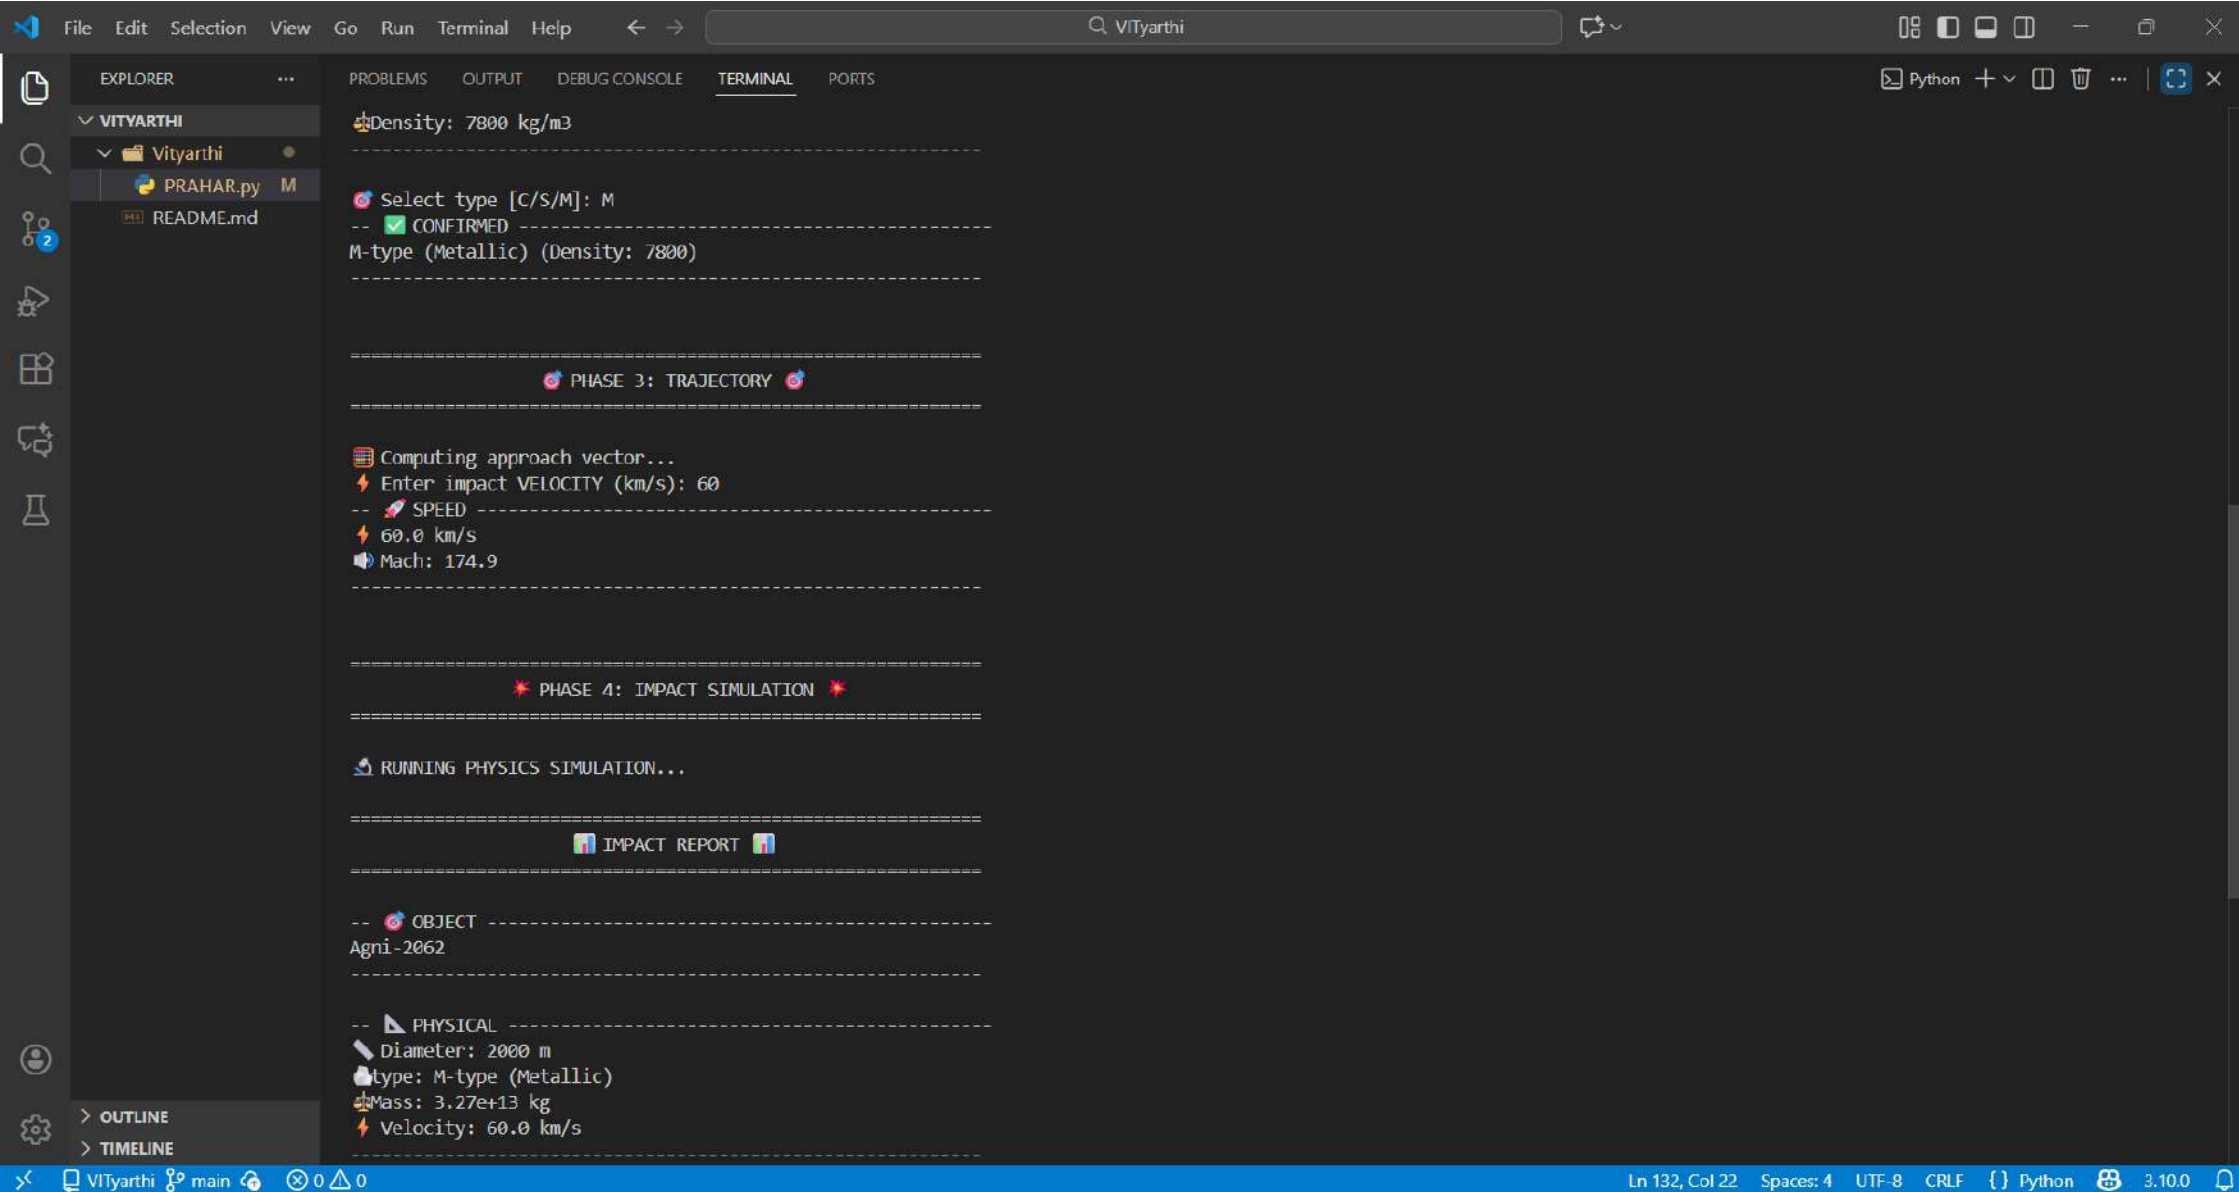 File Edit Selection View Go Run Terminal Help
VITyarthi
EXPLORER
PROBLEMS OUTPUT DEBUG CONSOLE TERMINAL PORTS
Python
VITYARTHI
Vityarthi
PRAHAR.py M
README.md
2
Density: 7800 kg/m3
------------------------------------------------------------
Select type [C/S/M]: M
-- ✅ CONFIRMED ---------------------------------------------
M-type (Metallic) (Density: 7800)
------------------------------------------------------------
============================================================
🎯 PHASE 3: TRAJECTORY 🎯
============================================================
Computing approach vector...
⚡ Enter impact VELOCITY (km/s): 60
-- 🚀 SPEED -------------------------------------------------
⚡ 60.0 km/s
🔊 Mach: 174.9
------------------------------------------------------------
============================================================
💥 PHASE 4: IMPACT SIMULATION 💥
============================================================
🔬 RUNNING PHYSICS SIMULATION...
============================================================
📊 IMPACT REPORT 📊
============================================================
-- 🎯 OBJECT ------------------------------------------------
Agni-2062
------------------------------------------------------------
-- 📐 PHYSICAL ----------------------------------------------
📏 Diameter: 2000 m
type: M-type (Metallic)
Mass: 3.27e+13 kg
⚡ Velocity: 60.0 km/s
------------------------------------------------------------
OUTLINE
TIMELINE
VITyarthi main 0 0 Ln 132, Col 22 Spaces: 4 UTF-8 CRLF {} Python 3.10.0